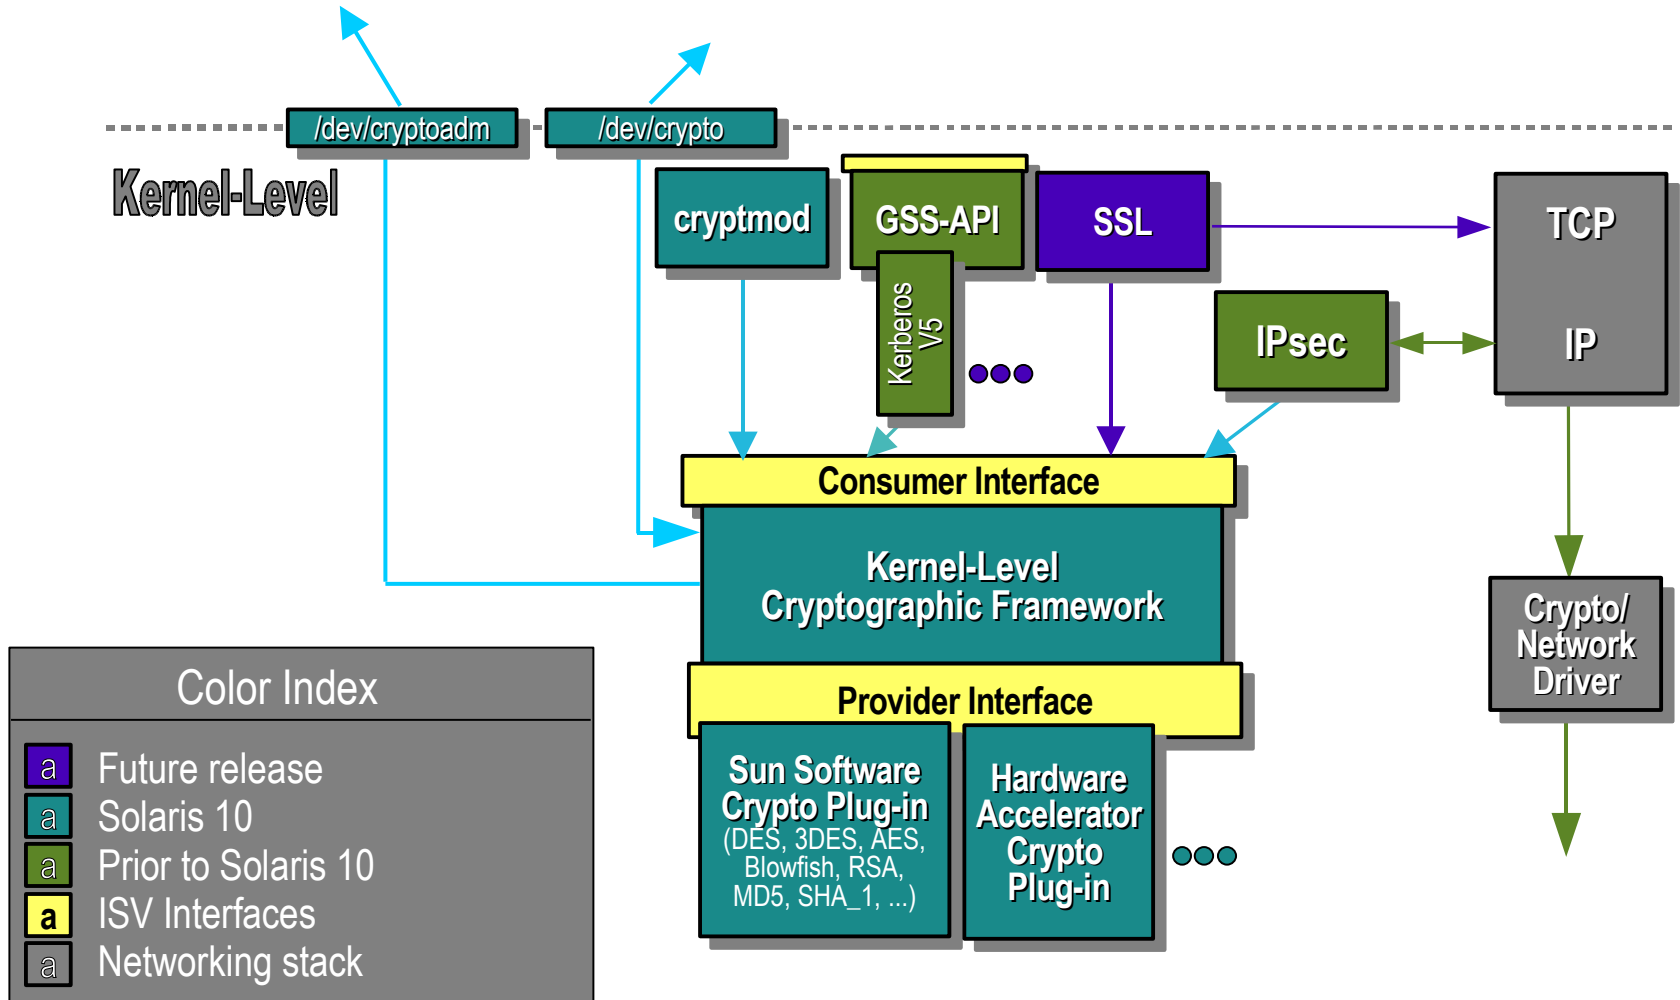 /dev/cryptoadm
/dev/crypto
Kernel-Level
cryptmod
GSS-API
SSL
TCP
Kerberos
V5
IPsec
IP
Consumer Interface
Kernel-Level
Cryptographic Framework
Crypto/
Network
Driver
Provider Interface
Sun Software
Crypto Plug-in
(DES, 3DES, AES,
Blowfish, RSA,
MD5, SHA_1, ...)
Hardware
Accelerator
Crypto
Plug-in
Color Index
a Future release
a Solaris 10
a Prior to Solaris 10
a ISV Interfaces
a Networking stack